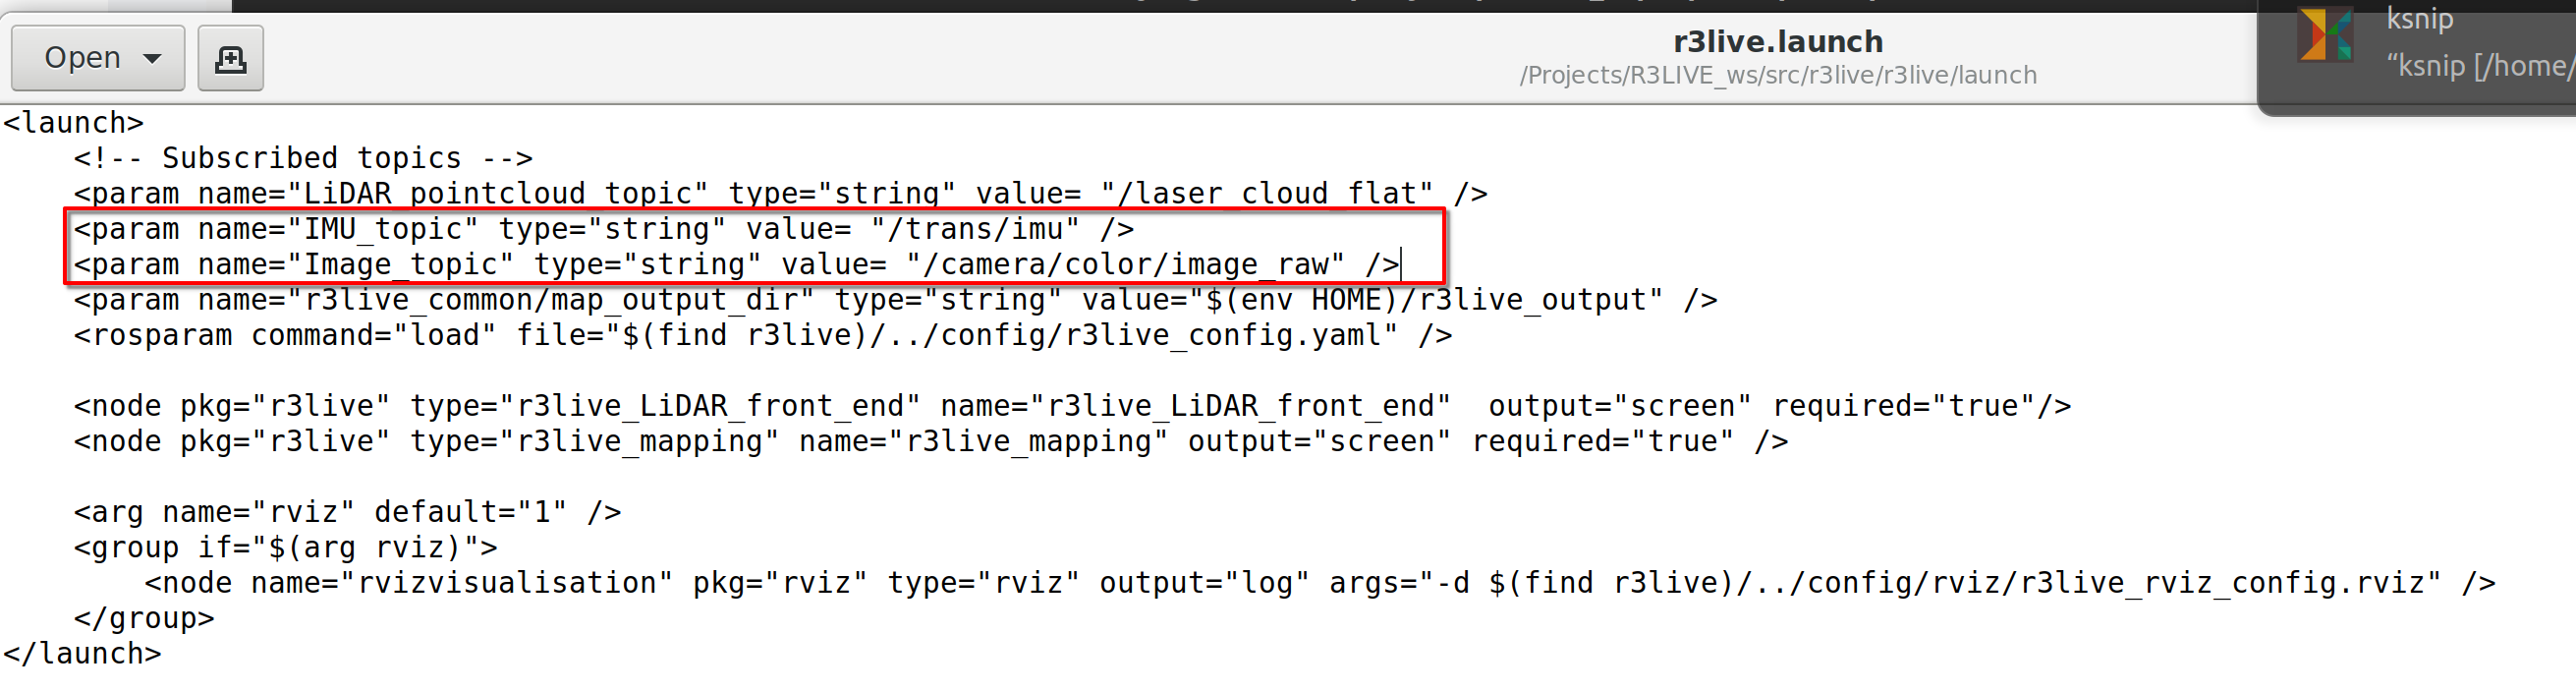 Open
r3live.launch
/Projects/R3LIVE_ws/src/r3live/r3live/launch
ksnip
“ksnip [/home/
<launch>
    <!-- Subscribed topics -->
    <param name="LiDAR_pointcloud_topic" type="string" value= "/laser_cloud_flat" />
    <param name="IMU_topic" type="string" value= "/trans/imu" />
    <param name="Image_topic" type="string" value= "/camera/color/image_raw" />
    <param name="r3live_common/map_output_dir" type="string" value="$(env HOME)/r3live_output" />
    <rosparam command="load" file="$(find r3live)/../config/r3live_config.yaml" />
    <node pkg="r3live" type="r3live_LiDAR_front_end" name="r3live_LiDAR_front_end"  output="screen" required="true"/>
    <node pkg="r3live" type="r3live_mapping" name="r3live_mapping" output="screen" required="true" />
    <arg name="rviz" default="1" />
    <group if="$(arg rviz)">
        <node name="rvizvisualisation" pkg="rviz" type="rviz" output="log" args="-d $(find r3live)/../config/rviz/r3live_rviz_config.rviz" />
    </group>
</launch>